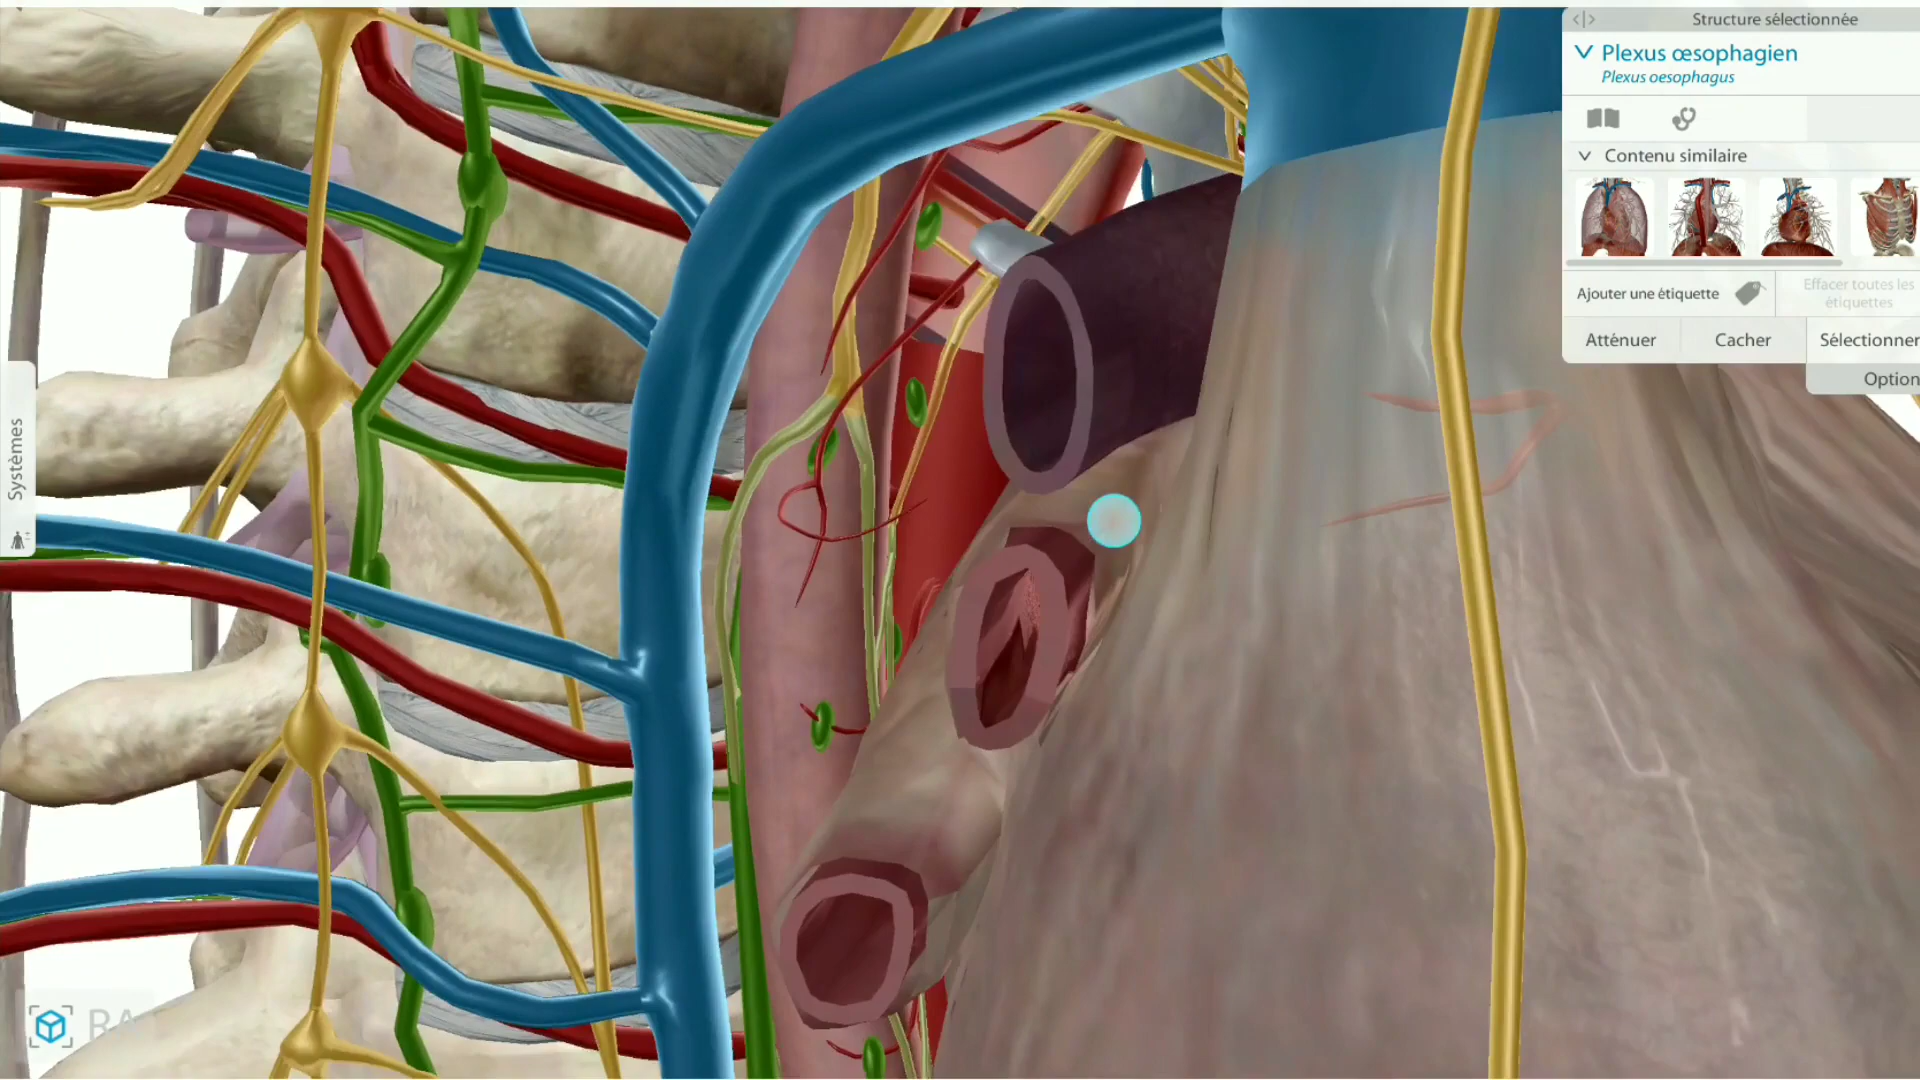 Structure sélectionnée
Plexus œsophagien
Plexus oesophagus
Contenu similaire
Ajouter une étiquette
Effacer toutes les
étiquettes
Atténuer
Cacher
Sélectionner
Option
Systèmes
RA